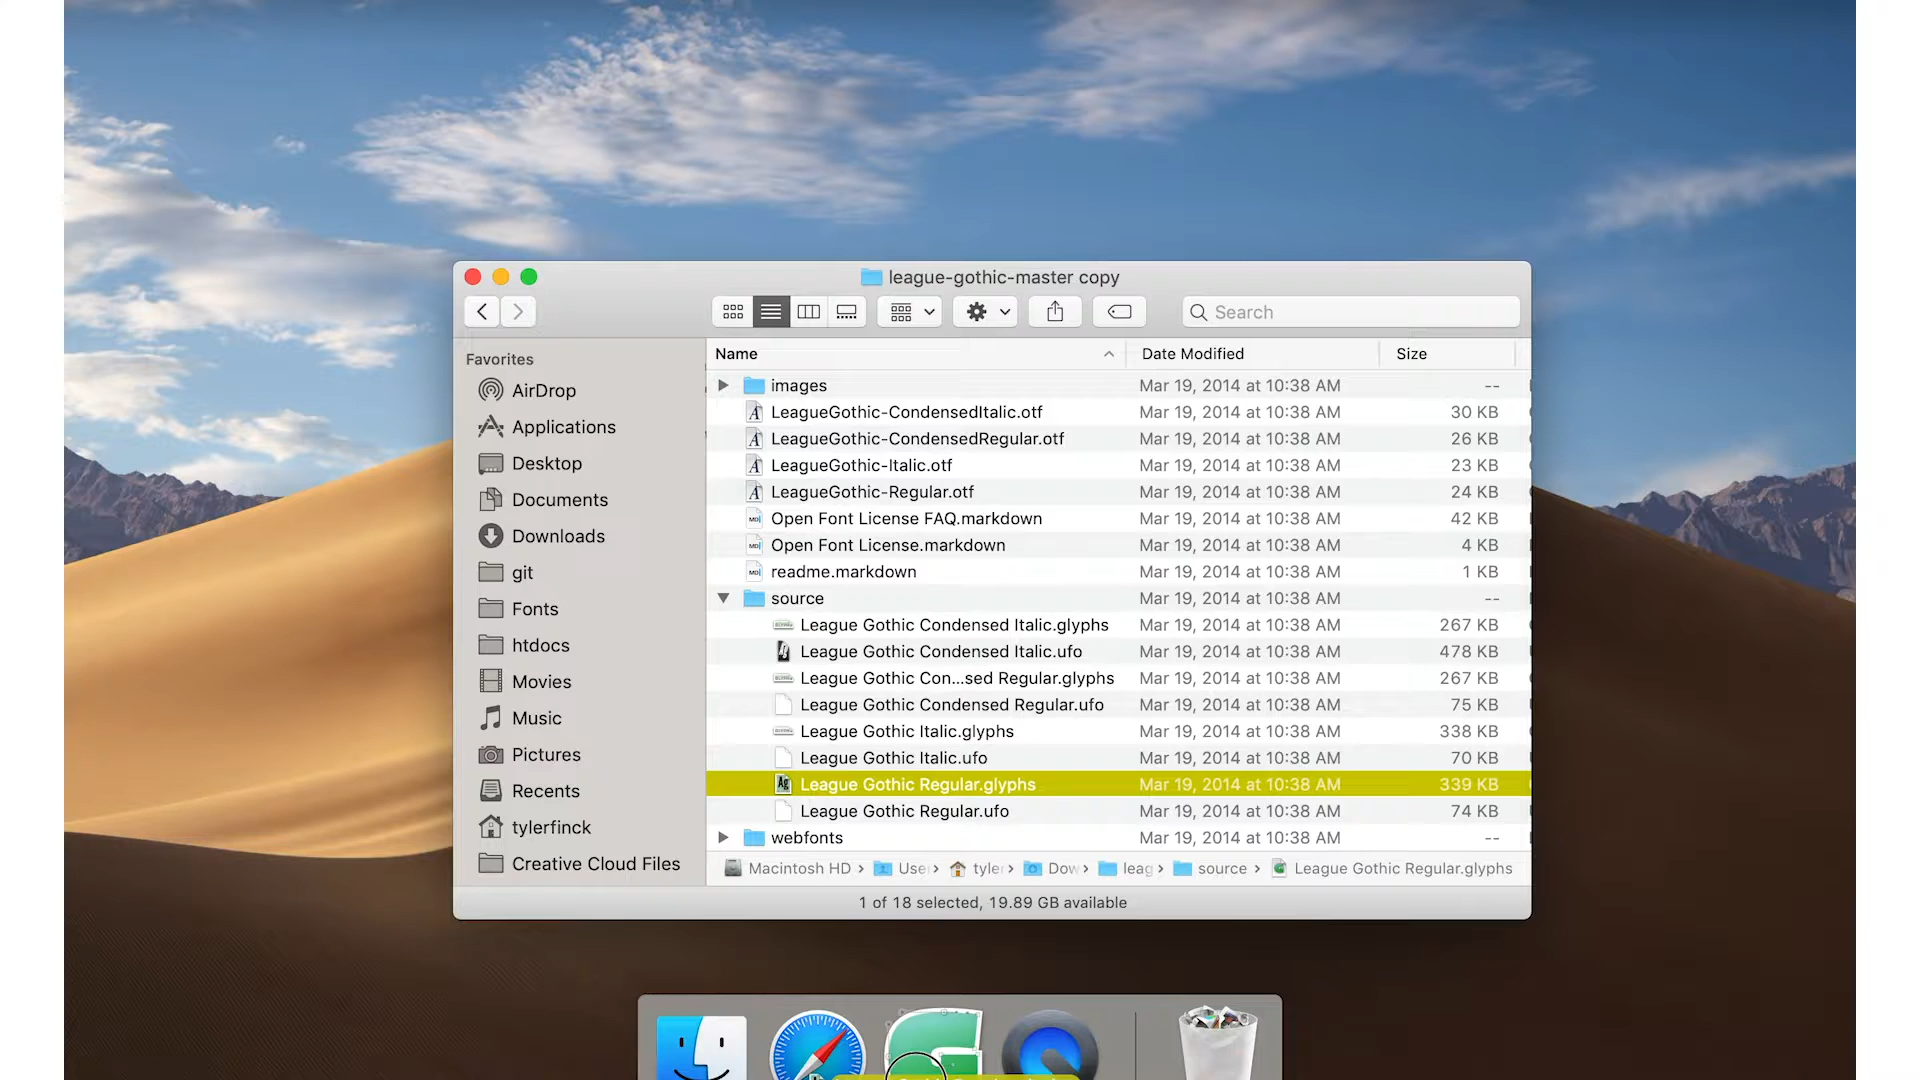 league-gothic-master copy
Search
Favorites
AirDrop
Applications
Desktop
Documents
Downloads
git
Fonts
htdocs
Movies
Music
Pictures
Recents
tylerfinck
Creative Cloud Files
Name Date Modified Size
images Mar 19, 2014 at 10:38 AM --
LeagueGothic-CondensedItalic.otf Mar 19, 2014 at 10:38 AM 30 KB
LeagueGothic-CondensedRegular.otf Mar 19, 2014 at 10:38 AM 26 KB
LeagueGothic-Italic.otf Mar 19, 2014 at 10:38 AM 23 KB
LeagueGothic-Regular.otf Mar 19, 2014 at 10:38 AM 24 KB
Open Font License FAQ.markdown Mar 19, 2014 at 10:38 AM 42 KB
Open Font License.markdown Mar 19, 2014 at 10:38 AM 4 KB
readme.markdown Mar 19, 2014 at 10:38 AM 1 KB
source Mar 19, 2014 at 10:38 AM --
League Gothic Condensed Italic.glyphs Mar 19, 2014 at 10:38 AM 267 KB
League Gothic Condensed Italic.ufo Mar 19, 2014 at 10:38 AM 478 KB
League Gothic Con...sed Regular.glyphs Mar 19, 2014 at 10:38 AM 267 KB
League Gothic Condensed Regular.ufo Mar 19, 2014 at 10:38 AM 75 KB
League Gothic Italic.glyphs Mar 19, 2014 at 10:38 AM 338 KB
League Gothic Italic.ufo Mar 19, 2014 at 10:38 AM 70 KB
League Gothic Regular.glyphs Mar 19, 2014 at 10:38 AM 339 KB
League Gothic Regular.ufo Mar 19, 2014 at 10:38 AM 74 KB
webfonts Mar 19, 2014 at 10:38 AM --
Macintosh HD › Use › tyler › Dow › leag › source › League Gothic Regular.glyphs
1 of 18 selected, 19.89 GB available